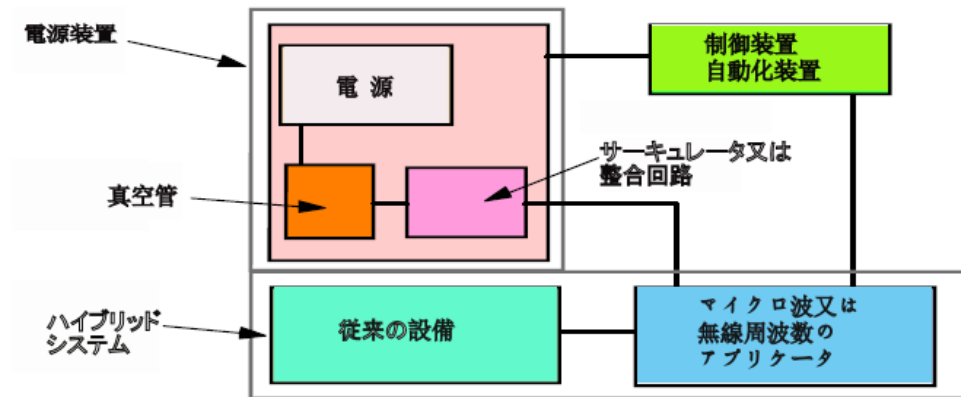 電源装置
電 源
制御装置
自動化装置
サーキュレータ又は
整合回路
真空管
ハイブリッド
システム
従来の設備
マイクロ波又は
無線周波数の
アプリケータ